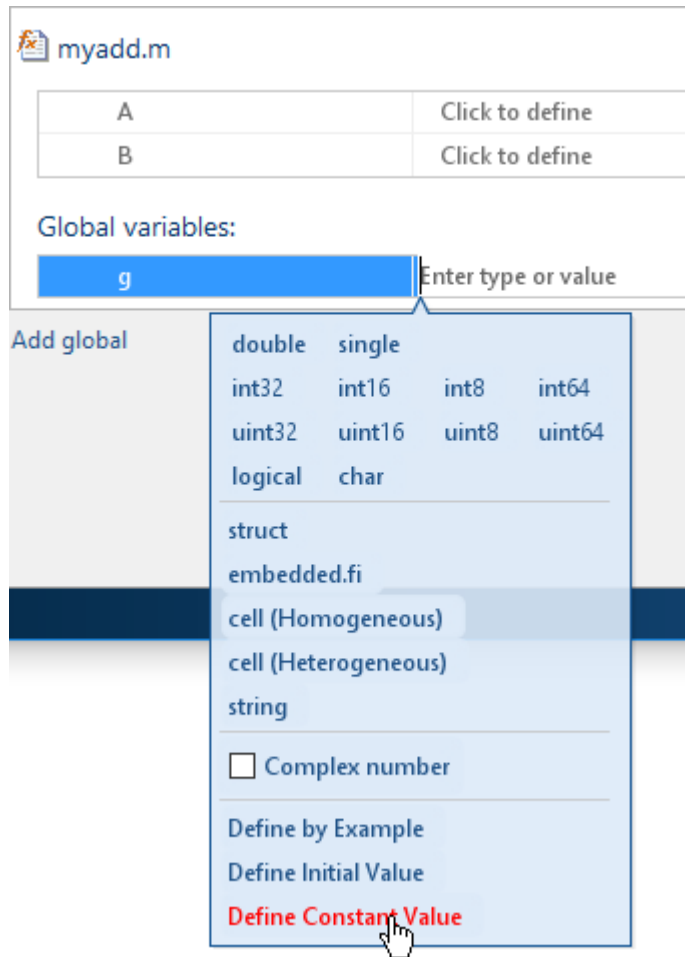 myadd.m
A Click to define
B Click to define
Global variables:
g Enter type or value
Add global
double single
int32 int16 int8 int64
uint32 uint16 uint8 uint64
logical char
struct
embedded.fi
cell (Homogeneous)
cell (Heterogeneous)
string
Complex number
Define by Example
Define Initial Value
Define Constant Value